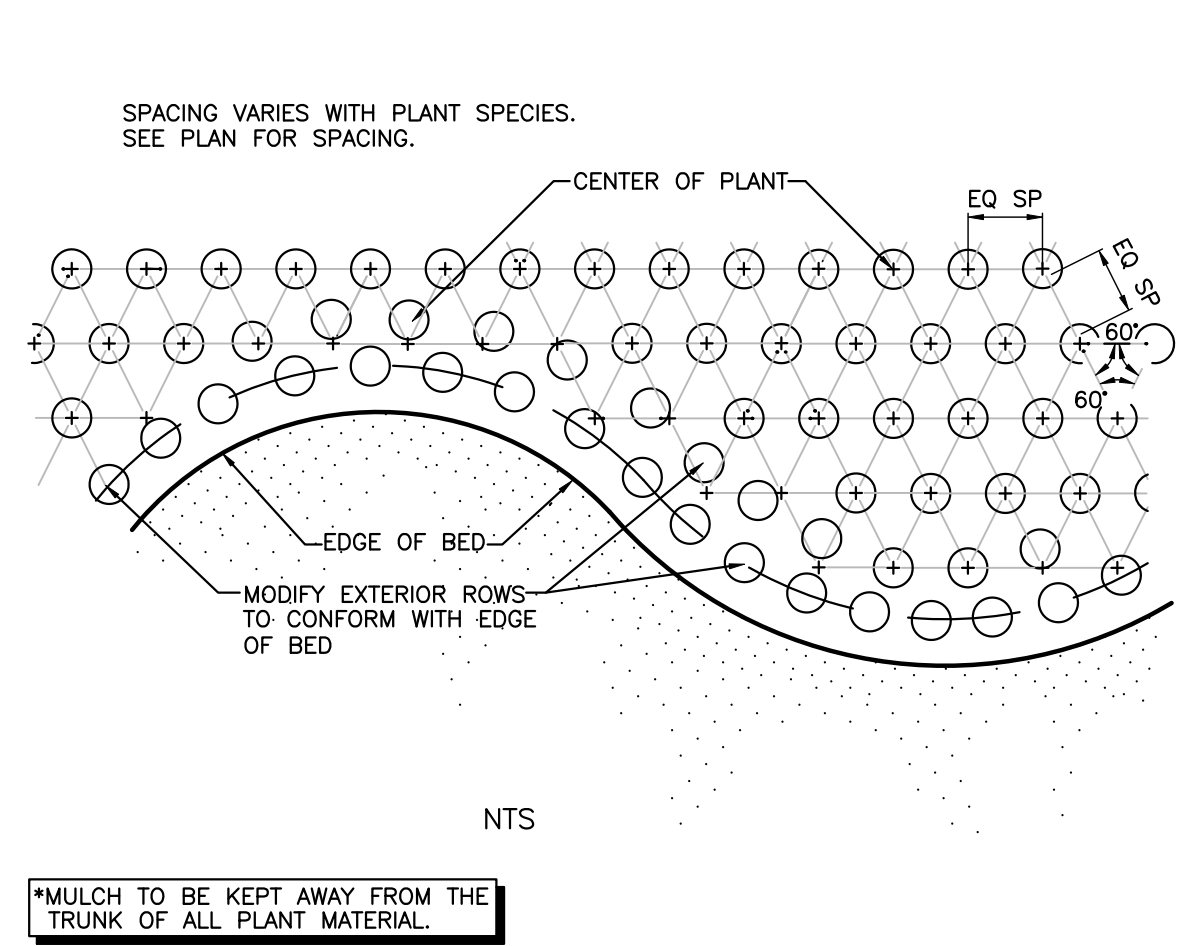 SPACING VARIES WITH PLANT SPECIES.
SEE PLAN FOR SPACING.
CENTER OF PLANT
EQ SP
EQ SP
60°
60°
EDGE OF BED
MODIFY EXTERIOR ROWS
TO CONFORM WITH EDGE
OF BED
NTS
*MULCH TO BE KEPT AWAY FROM THE
TRUNK OF ALL PLANT MATERIAL.